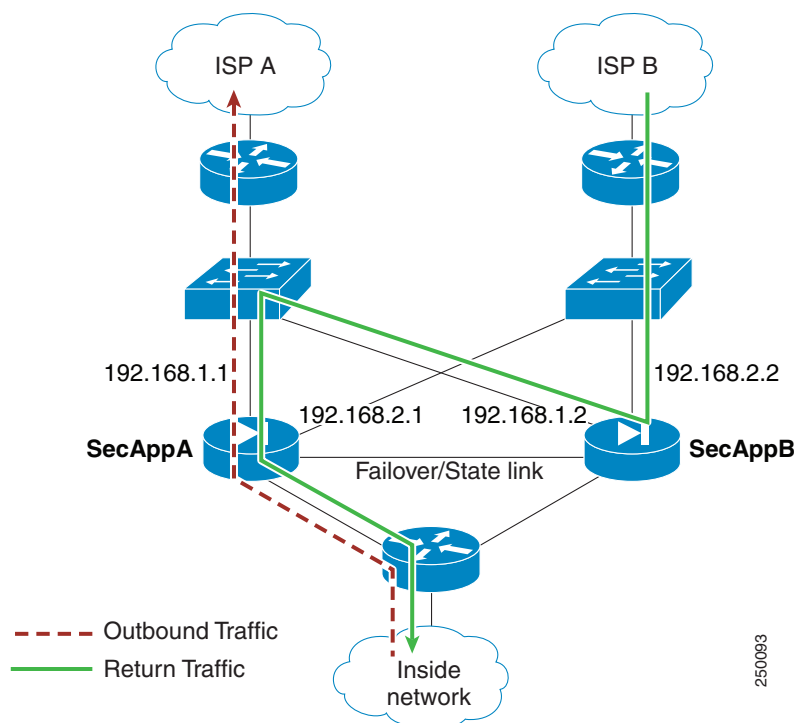 ISP A
ISP B
192.168.1.1
192.168.2.2
192.168.2.1
192.168.1.2
SecAppA
SecAppB
Failover/State link
Outbound Traffic
Return Traffic
Inside
network
250093